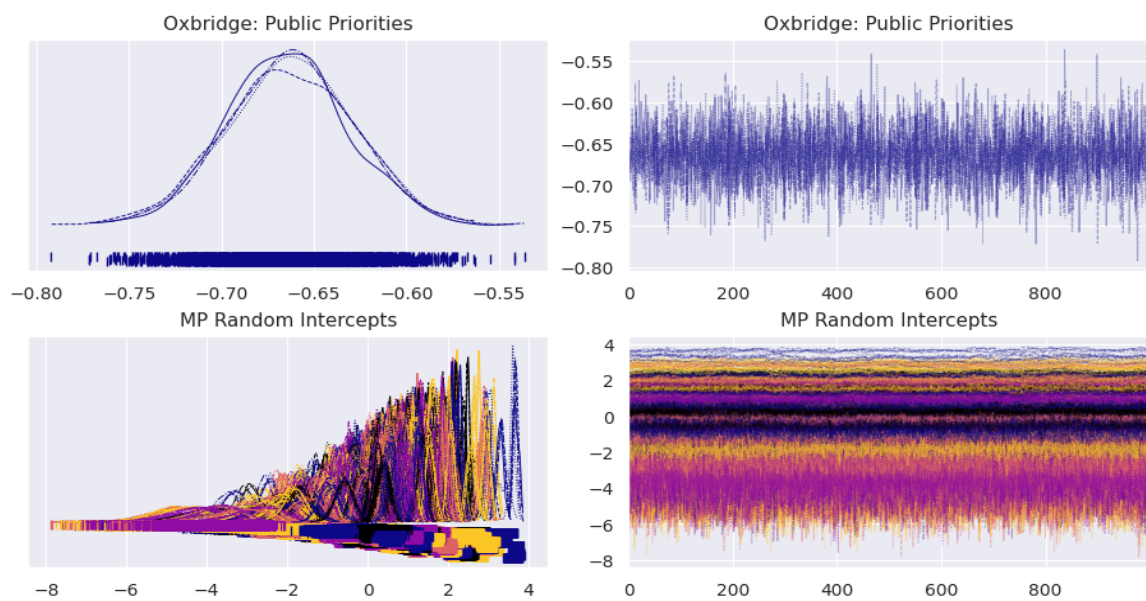 Oxbridge: Public Priorities
Oxbridge: Public Priorities
−0.55
−0.60
−0.65
−0.70
−0.75
−0.80
−0.80 −0.75 −0.70 −0.65 −0.60 −0.55
0 200 400 600 800
MP Random Intercepts
MP Random Intercepts
4
2
0
−2
−4
−6
−8
−8 −6 −4 −2 0 2 4
0 200 400 600 800